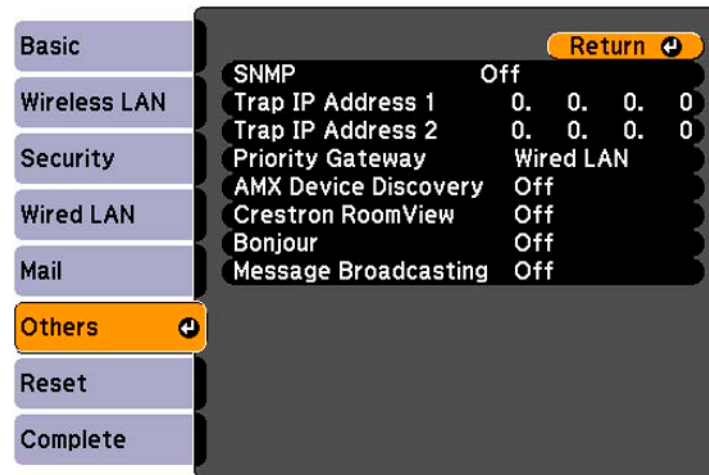 Basic
Wireless LAN
Security
Wired LAN
Mail
Others
Reset
Complete
Return
SNMP Off
Trap IP Address 1 0. 0. 0. 0
Trap IP Address 2 0. 0. 0. 0
Priority Gateway Wired LAN
AMX Device Discovery Off
Crestron RoomView Off
Bonjour Off
Message Broadcasting Off